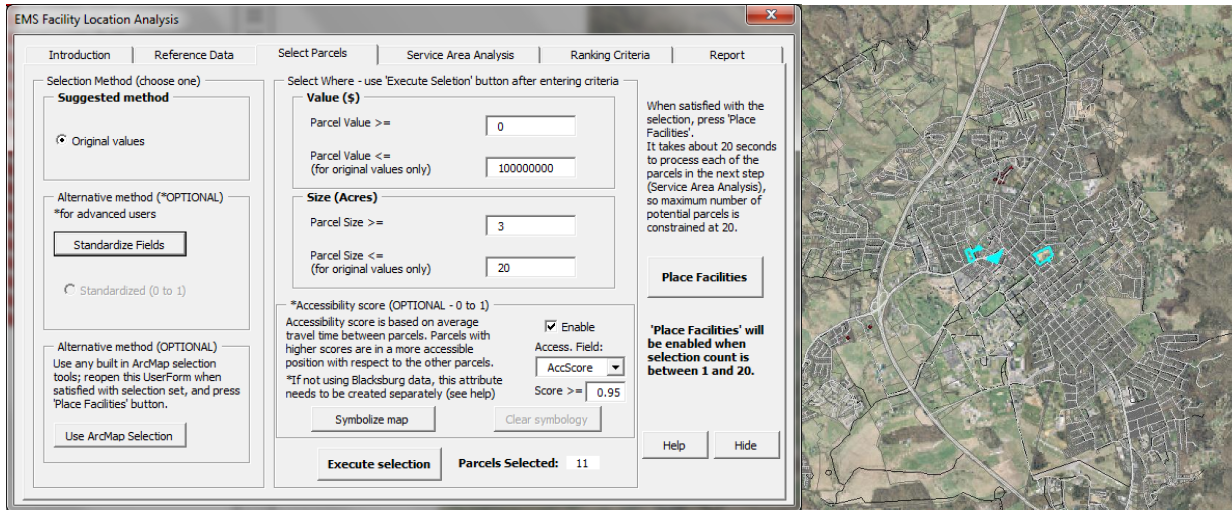 EMS Facility Location Analysis
x
Introduction
Reference Data
Select Parcels
Service Area Analysis
Ranking Criteria
Report
Selection Method (choose one)
Suggested method
Original values
Alternative method (*OPTIONAL)
*for advanced users
Standardize Fields
Standardized (0 to 1)
Alternative method (OPTIONAL)
Use any built in ArcMap selection
tools; reopen this UserForm when
satisfied with selection set, and press
'Place Facilities' button.
Use ArcMap Selection
Select Where - use 'Execute Seletion' button after entering criteria
Value ($)
Parcel Value >=
0
Parcel Value <=
(for original values only)
100000000
Size (Acres)
Parcel Size >=
3
Parcel Size <=
(for original values only)
20
*Accessibility score (OPTIONAL - 0 to 1)
Accessibility score is based on average
travel time between parcels. Parcels with
higher scores are in a more accessible
position with respect to the other parcels.
*If not using Blacksburg data, this attribute
needs to be created separately (see help)
Enable
Access. Field:
AccScore
Score >= 0.95
Symbolize map
Clear symbology
Execute selection
Parcels Selected: 11
When satisfied with the
selection, press 'Place
Facilities'.
It takes about 20 seconds
to process each of the
parcels in the next step
(Service Area Analysis),
so maximum number of
potential parcels is
constrained at 20.
Place Facilities
'Place Facilities' will
be enabled when
selection count is
between 1 and 20.
Help
Hide